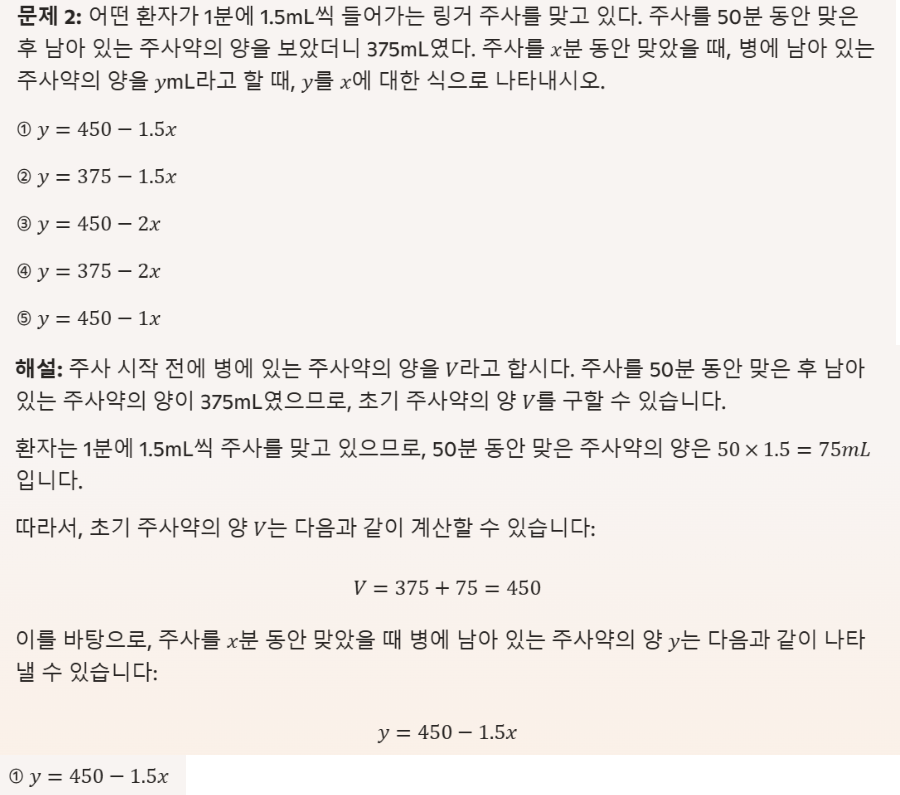 문제 2: 어떤 환자가 1분에 1.5mL씩 들어가는 링거 주사를 맞고 있다. 주사를 50분 동안 맞은
후 남아 있는 주사약의 양을 보았더니 375mL였다. 주사를 x분 동안 맞았을 때, 병에 남아 있는
주사약의 양을 ymL라고 할 때, y를 x에 대한 식으로 나타내시오.
① y = 450 − 1.5x
② y = 375 − 1.5x
③ y = 450 − 2x
④ y = 375 − 2x
⑤ y = 450 − 1x
해설: 주사 시작 전에 병에 있는 주사약의 양을 V라고 합시다. 주사를 50분 동안 맞은 후 남아
있는 주사약의 양이 375mL였으므로, 초기 주사약의 양 V를 구할 수 있습니다.
환자는 1분에 1.5mL씩 주사를 맞고 있으므로, 50분 동안 맞은 주사약의 양은 50 × 1.5 = 75mL
입니다.
따라서, 초기 주사약의 양 V는 다음과 같이 계산할 수 있습니다:
V = 375 + 75 = 450
이를 바탕으로, 주사를 x분 동안 맞았을 때 병에 남아 있는 주사약의 양 y는 다음과 같이 나타
낼 수 있습니다:
y = 450 − 1.5x
① y = 450 − 1.5x